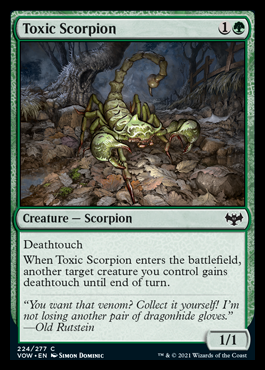 Toxic Scorpion 1
Creature — Scorpion
Deathtouch
When Toxic Scorpion enters the battlefield,
another target creature you control gains
deathtouch until end of turn.
“You want that venom? Collect it yourself! I’m
not losing another pair of dragonhide gloves.”
—Old Rutstein
1/1
224/277 C
VOW • EN SIMON DOMINIC
™ & © 2021 Wizards of the Coast